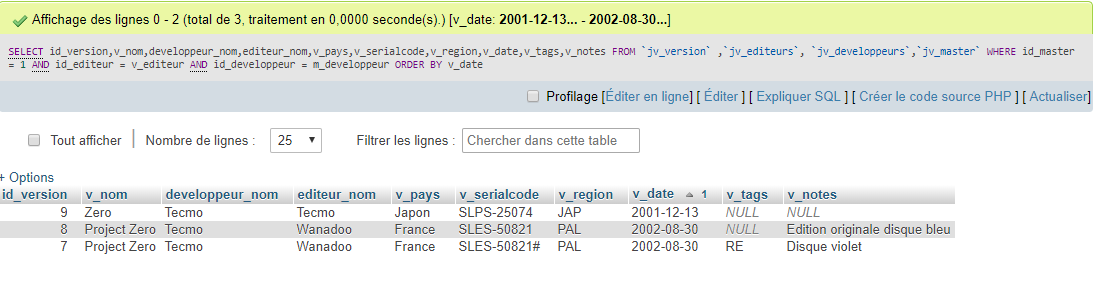 Affichage des lignes 0 - 2 (total de 3, traitement en 0,0000 seconde(s).) [v_date: 2001-12-13... - 2002-08-30...]
SELECT id_version,v_nom,developpeur_nom,editeur_nom,v_pays,v_serialcode,v_region,v_date,v_tags,v_notes FROM `jv_version` ,`jv_editeurs`, `jv_developpeurs`,`jv_master` WHERE id_master
= 1 AND id_editeur = v_editeur AND id_developeur = m_developpeur ORDER BY v_date
Profilage [Éditer en ligne] [ Éditer ] [ Expliquer SQL ] [ Créer le code source PHP ] [ Actualiser]
Tout afficher | Nombre de lignes : 25 Filtrer les lignes : Chercher dans cette table
+ Options
id_version v_nom developpeur_nom editeur_nom v_pays v_serialcode v_region v_date 1 v_tags v_notes
9 Zero Tecmo Tecmo Japon SLPS-25074 JAP 2001-12-13 NULL NULL
8 Project Zero Tecmo Wanadoo France SLES-50821 PAL 2002-08-30 NULL Edition originale disque bleu
7 Project Zero Tecmo Wanadoo France SLES-50821# PAL 2002-08-30 RE Disque violet